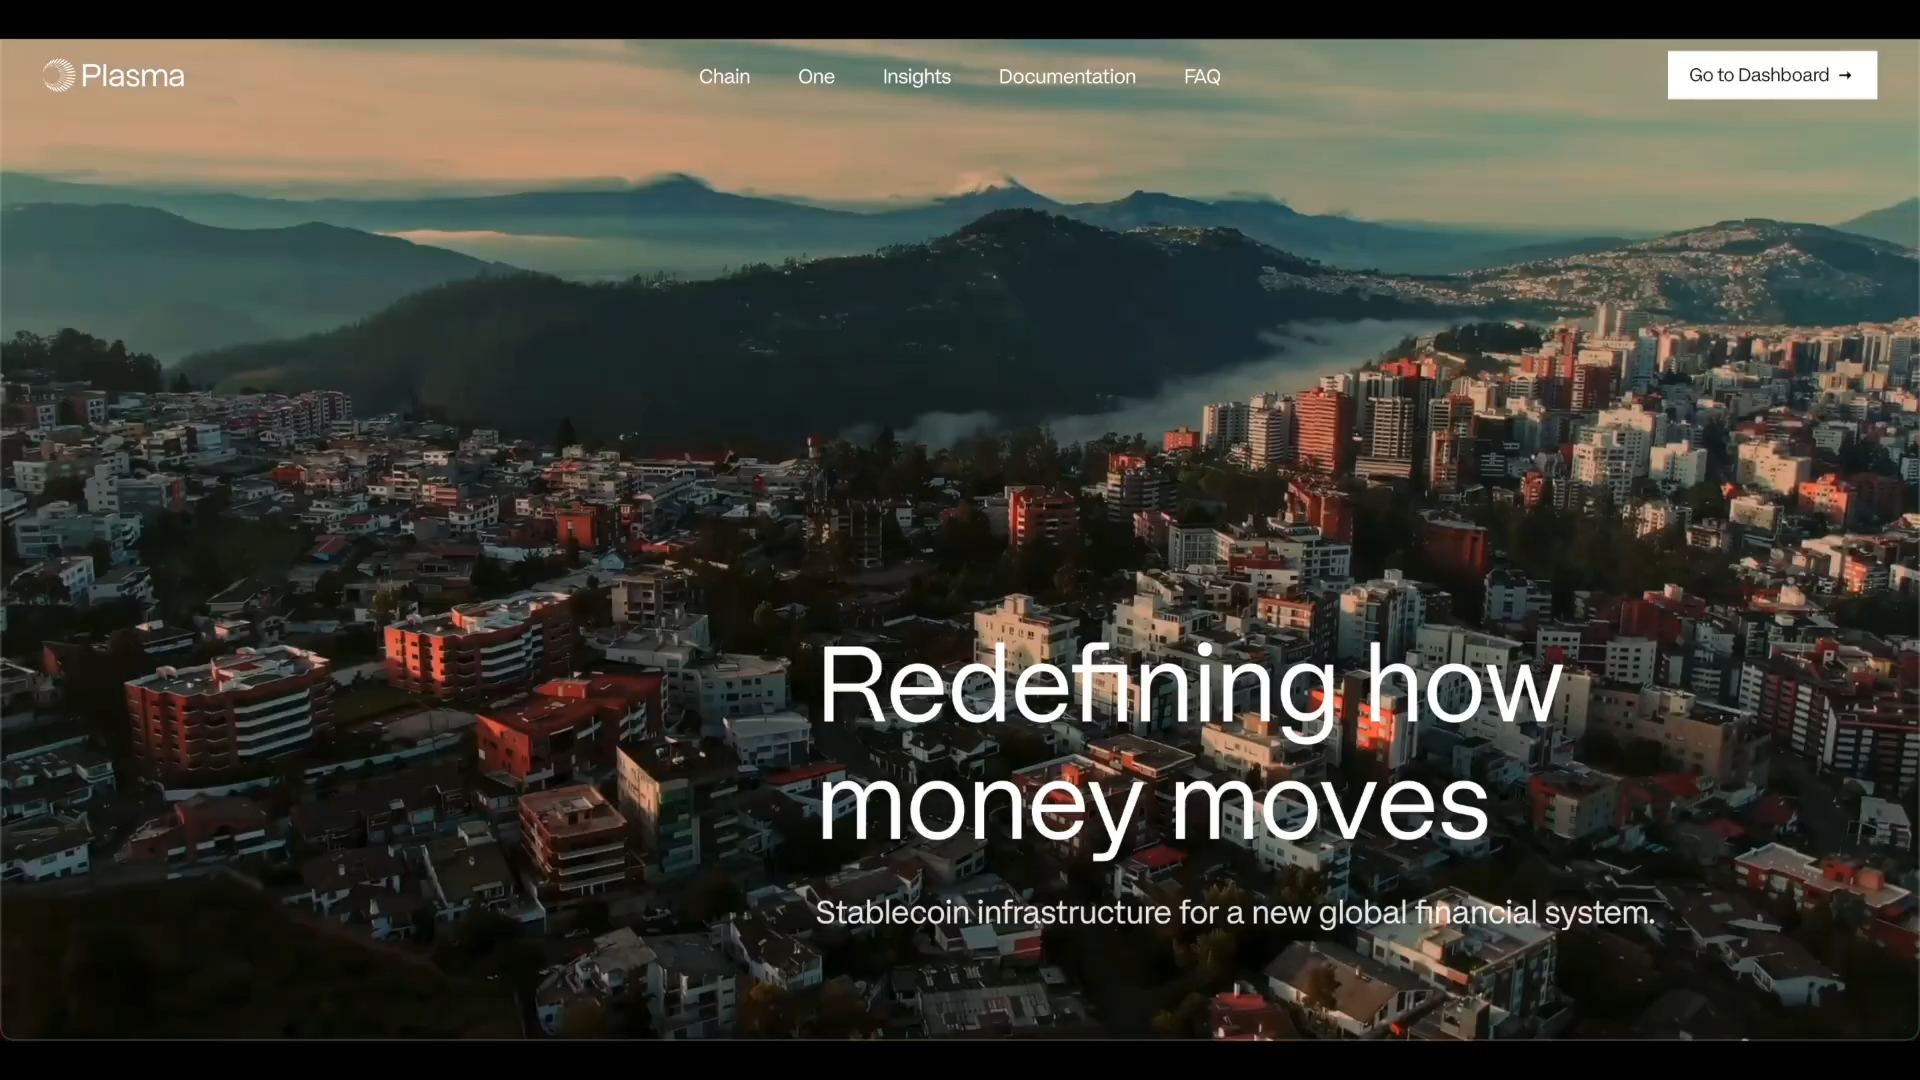 Plasma
Chain
One
Insights
Documentation
FAQ
Go to Dashboard →
Redefining how
money moves
Stablecoin infrastructure for a new global financial system.